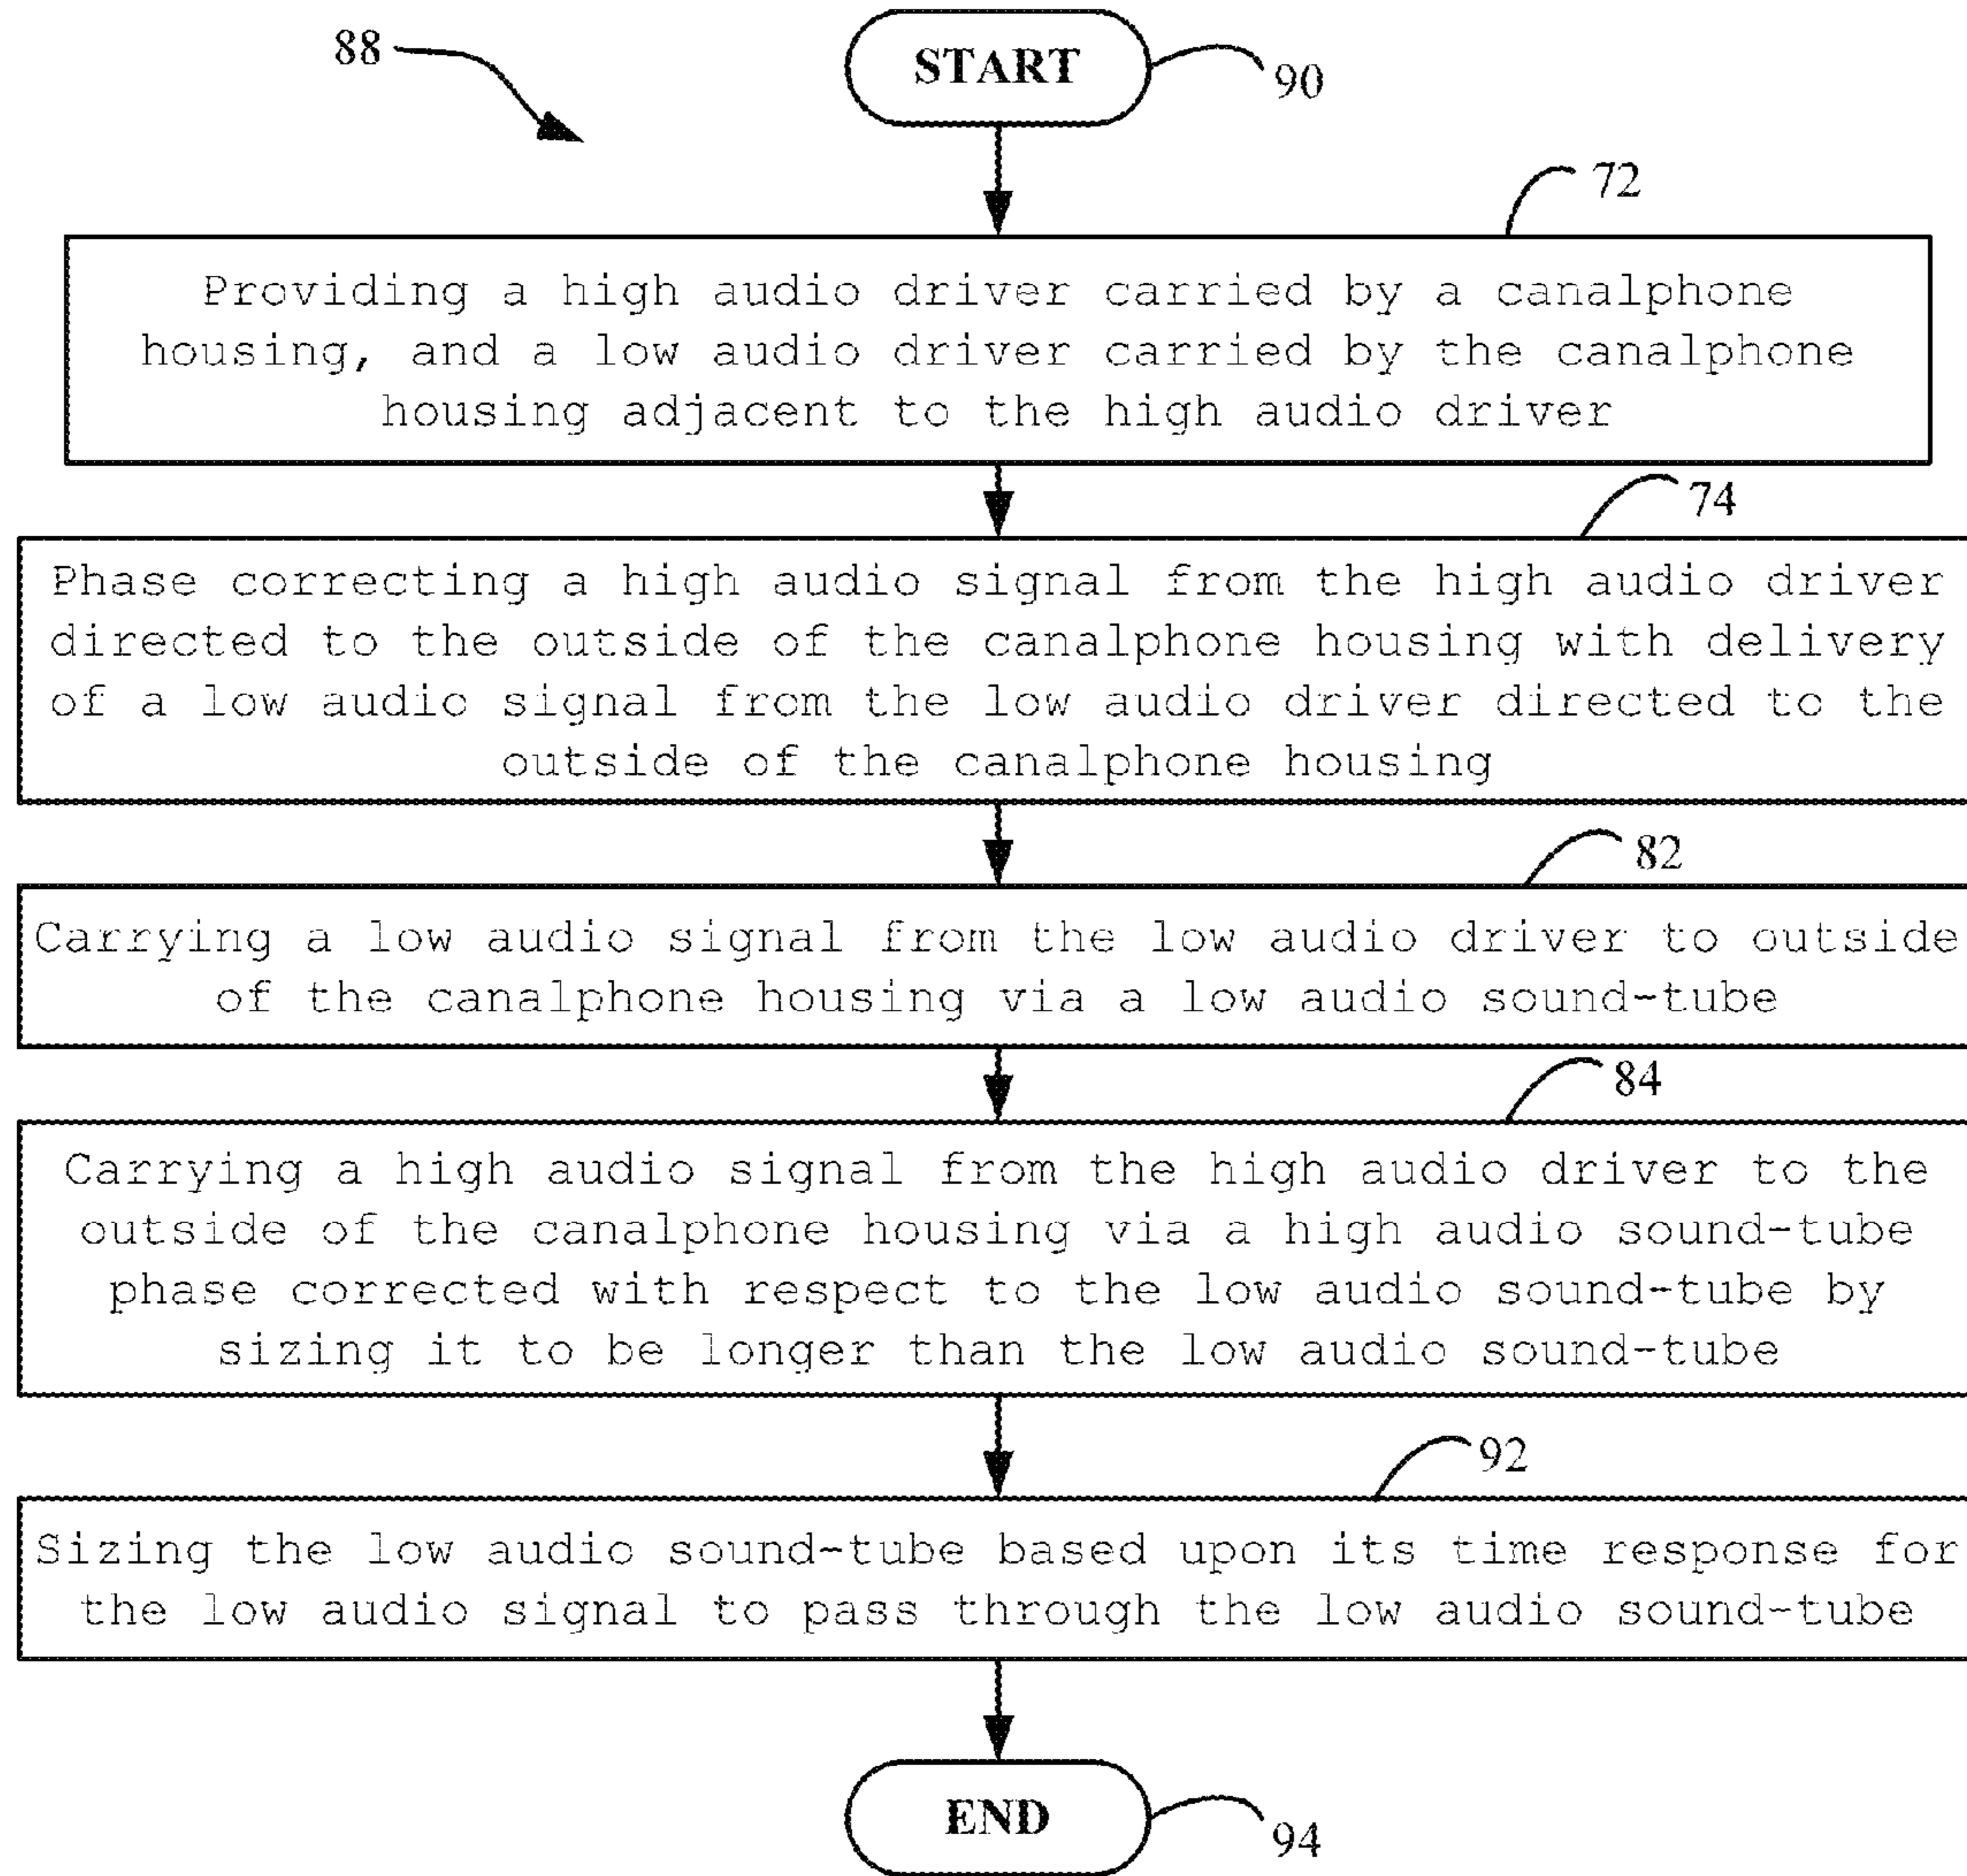 88
START
90
72
Providing a high audio driver carried by a canalphone
housing, and a low audio driver carried by the canalphone
housing adjacent to the high audio driver
74
Phase correcting a high audio signal from the high audio driver
directed to the outside of the canalphone housing with delivery
of a low audio signal from the low audio driver directed to the
outside of the canalphone housing
82
Carrying a low audio signal from the low audio driver to outside
of the canalphone housing via a low audio sound-tube
84
Carrying a high audio signal from the high audio driver to the
outside of the canalphone housing via a high audio sound-tube
phase corrected with respect to the low audio sound-tube by
sizing it to be longer than the low audio sound-tube
92
Sizing the low audio sound-tube based upon its time response for
the low audio signal to pass through the low audio sound-tube
END
94